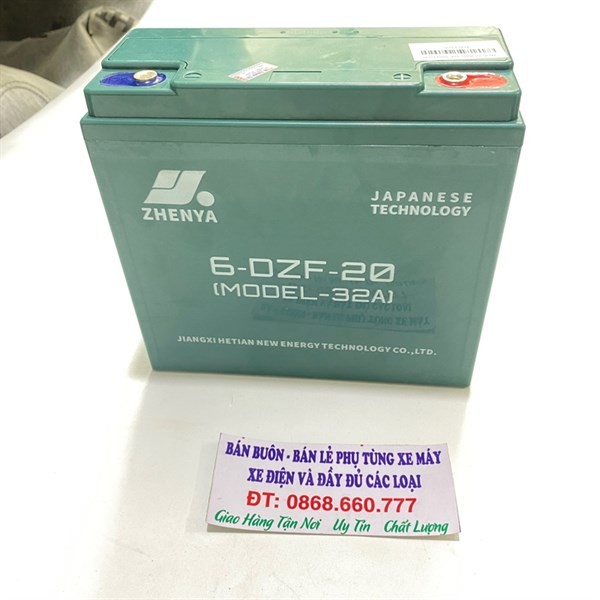 ZHENYA
JAPANESE
TECHNOLOGY
6-DZF-20
(MODEL-32A)
JIANGXI HETIAN NEW ENERGY TECHNOLOGY CO.,LTD.
BÁN BUÔN - BÁN LẺ PHỤ TÙNG XE MÁY
XE ĐIỆN VÀ ĐẦY ĐỦ CÁC LOẠI
ĐT: 0868.660.777
Giao Hàng Tận Nơi Uy Tín Chất Lượng